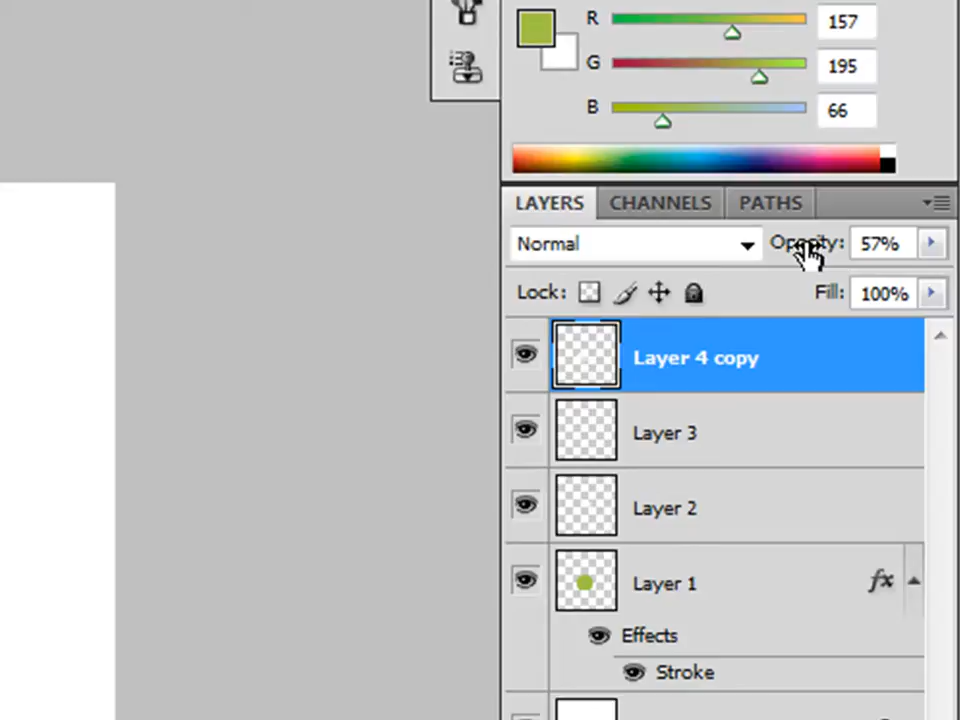 R 157
G 195
B 66
LAYERS CHANNELS PATHS
Normal Opacity: 57%
Lock: Fill: 100%
Layer 4 copy
Layer 3
Layer 2
Layer 1 fx
Effects
Stroke